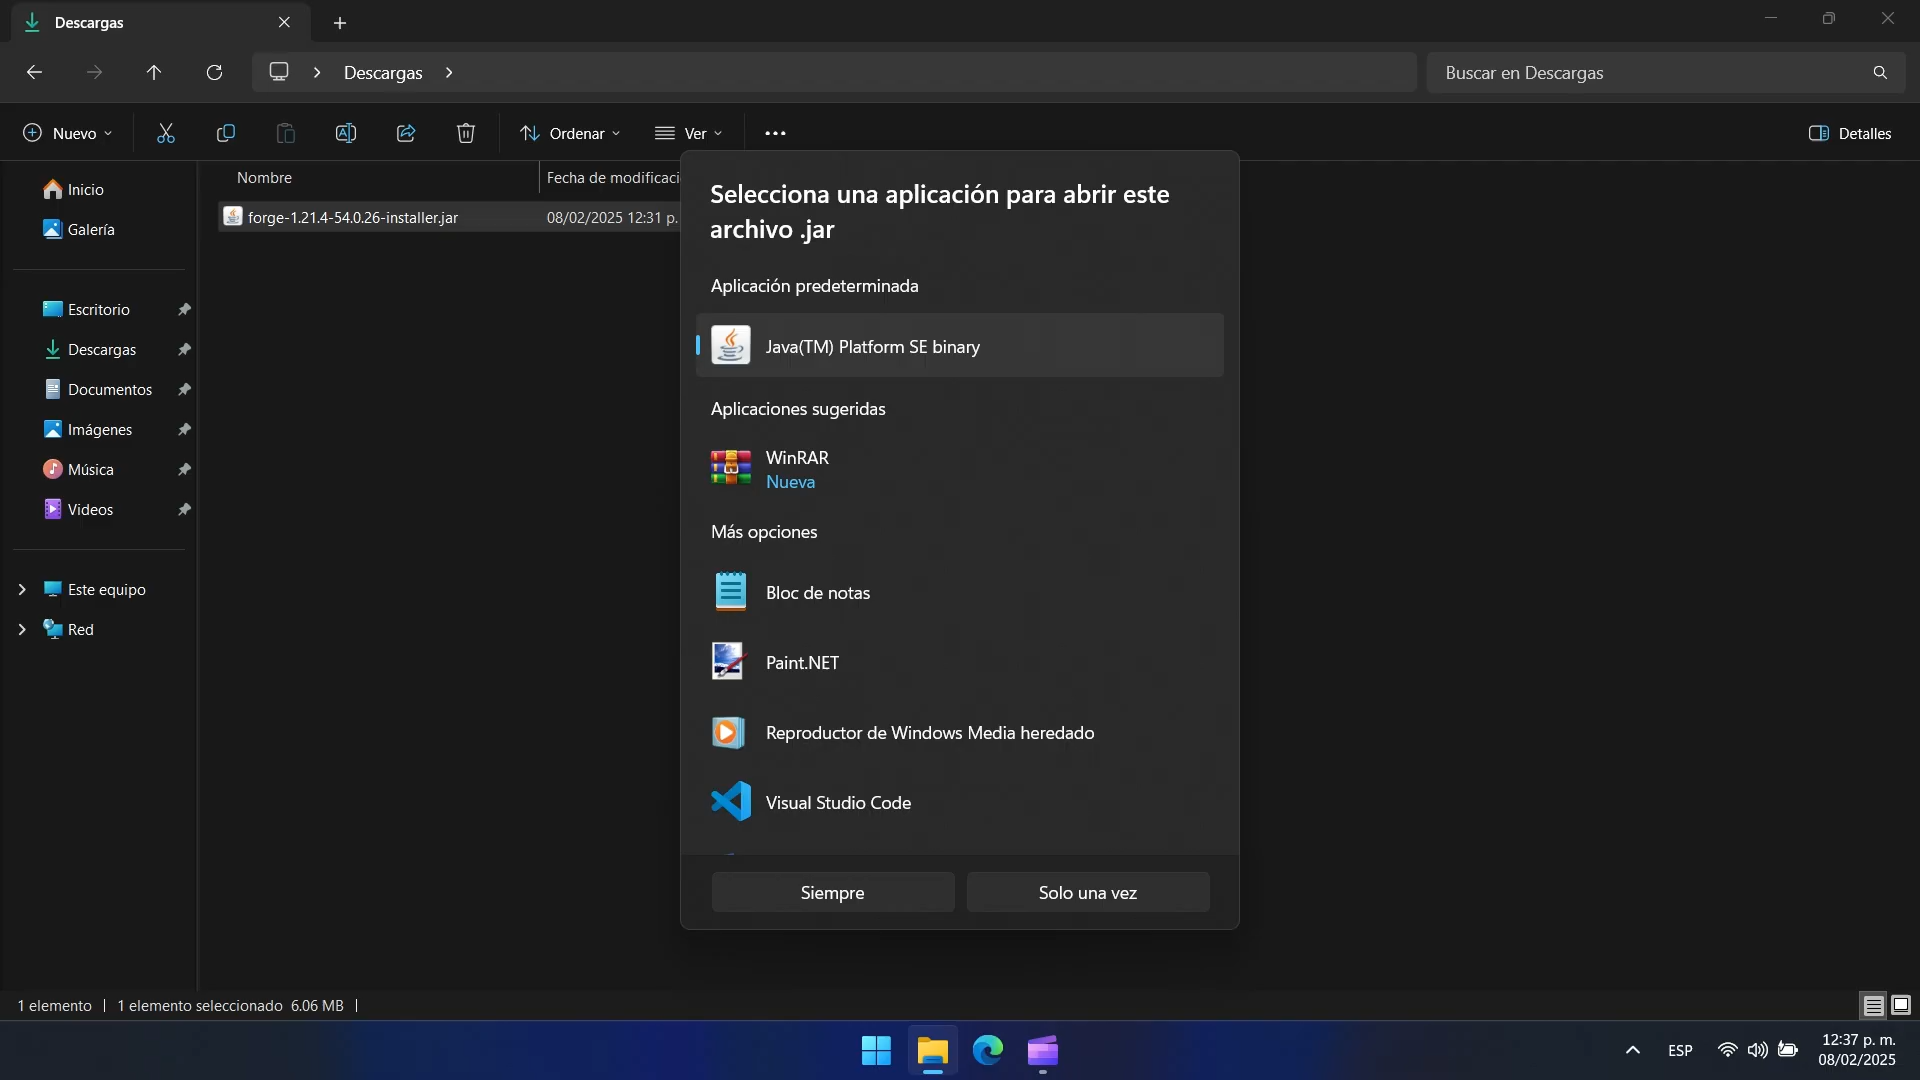 Descargas
Descargas
Buscar en Descargas
Nuevo
Ordenar
Ver
Detalles
Nombre
Fecha de modificaci
forge-1.21.4-54.0.26-installer.jar
08/02/2025 12:31 p.
Inicio
Galería
Escritorio
Descargas
Documentos
Imágenes
Música
Videos
Este equipo
Red
Selecciona una aplicación para abrir este
archivo .jar
Aplicación predeterminada
Java(TM) Platform SE binary
Aplicaciones sugeridas
WinRAR
Nueva
Más opciones
Bloc de notas
Paint.NET
Reproductor de Windows Media heredado
Visual Studio Code
Siempre
Solo una vez
1 elemento
1 elemento seleccionado 6.06 MB
ESP
12:37 p. m.
08/02/2025